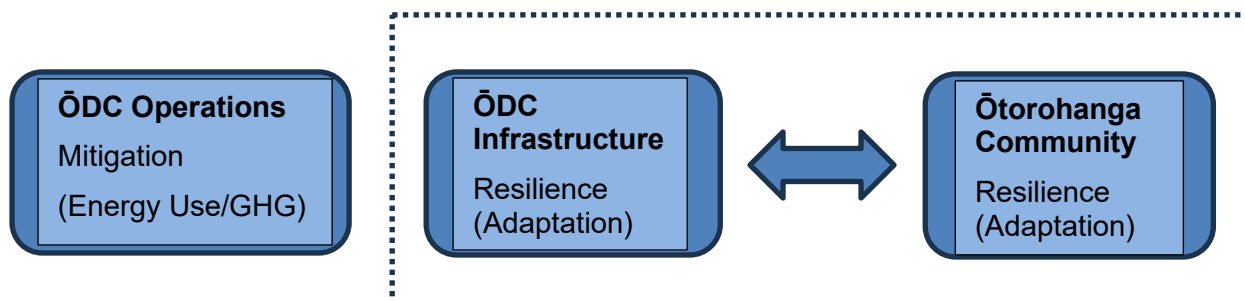 ŌDC Operations
Mitigation
(Energy Use/GHG)
ŌDC
Infrastructure
Resilience
(Adaptation)
Ōtorohanga
Community
Resilience
(Adaptation)